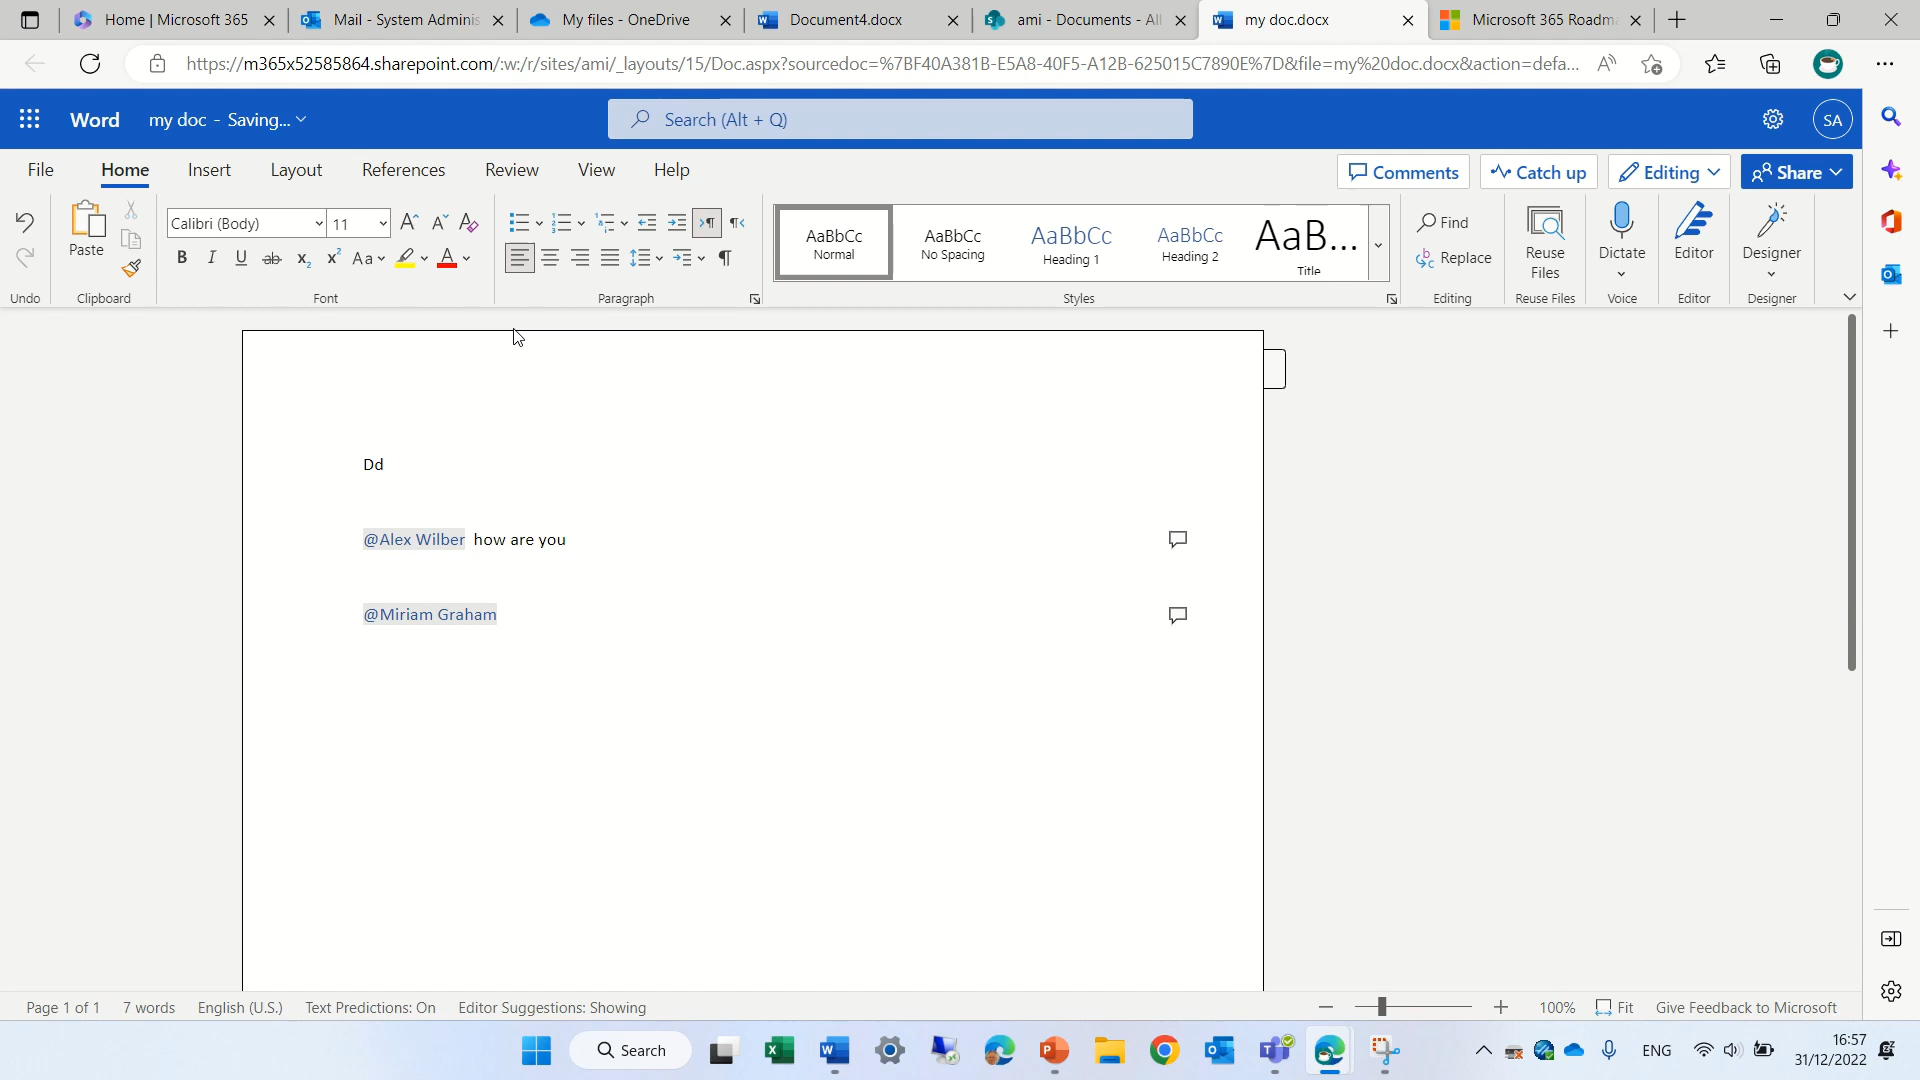 Home | Microsoft 365
Mail - System Adminis
My files - OneDrive
Document4.docx
ami - Documents - All
my doc.docx
Microsoft 365 Roadma
https://m365x52585864.sharepoint.com/:w:/r/sites/ami/_layouts/15/Doc.aspx?sourcedoc=%7BF40A381B-E5A8-40F5-A12B-625015C7890E%7D&file=my%20doc.docx&action=defa...
Word my doc - Saving...
Search (Alt + Q)
SA
File Home Insert Layout References Review View Help
Comments Catch up Editing Share
Paste
Calibri (Body) 11
AaBbCc Normal
AaBbCc No Spacing
AaBbCc Heading 1
AaBbCc Heading 2
AaB... Title
Find
Replace
Reuse Files
Dictate
Editor
Designer
Undo Clipboard Font Paragraph Styles Editing Reuse Files Voice Editor Designer
Dd
@Alex Wilber how are you
@Miriam Graham
Page 1 of 1 7 words English (U.S.) Text Predictions: On Editor Suggestions: Showing 100% Fit Give Feedback to Microsoft
Search
ENG
16:57
31/12/2022